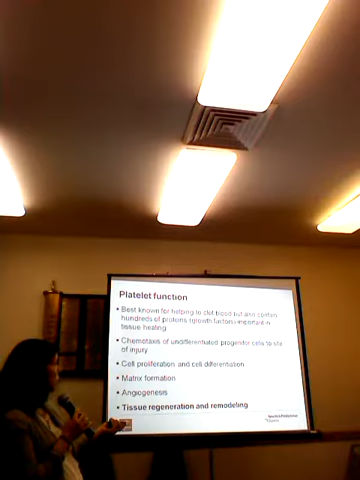 Platelet function
• Best known for helping to clot blood but also contain
hundreds of proteins (growth factors) important in
tissue healing
• Chemotaxis of undifferentiated progenitor cells to site
of injury
• Cell proliferation and cell differentiation
• Matrix formation
• Angiogenesis
• Tissue regeneration and remodeling